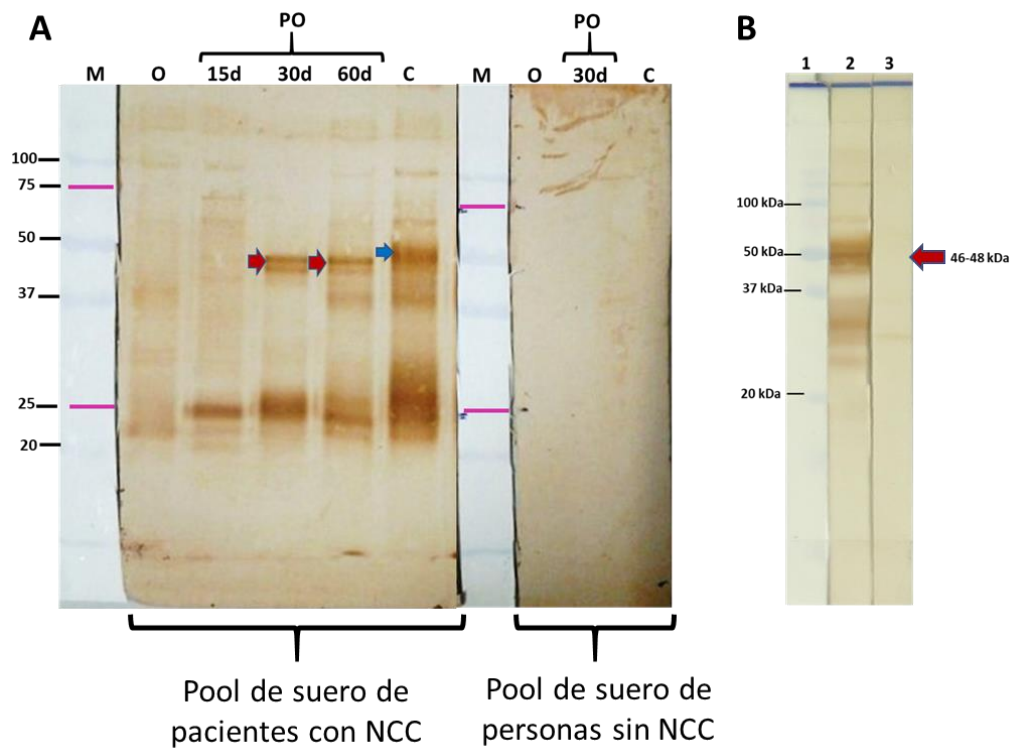 A
B
PO
PO
M O 15d 30d 60d C M O 30d C
1 2 3
100
75
50
37
25
20
100 kDa
50 kDa
37 kDa
20 kDa
46-48 kDa
Pool de suero de
pacientes con NCC
Pool de suero de
personas sin NCC